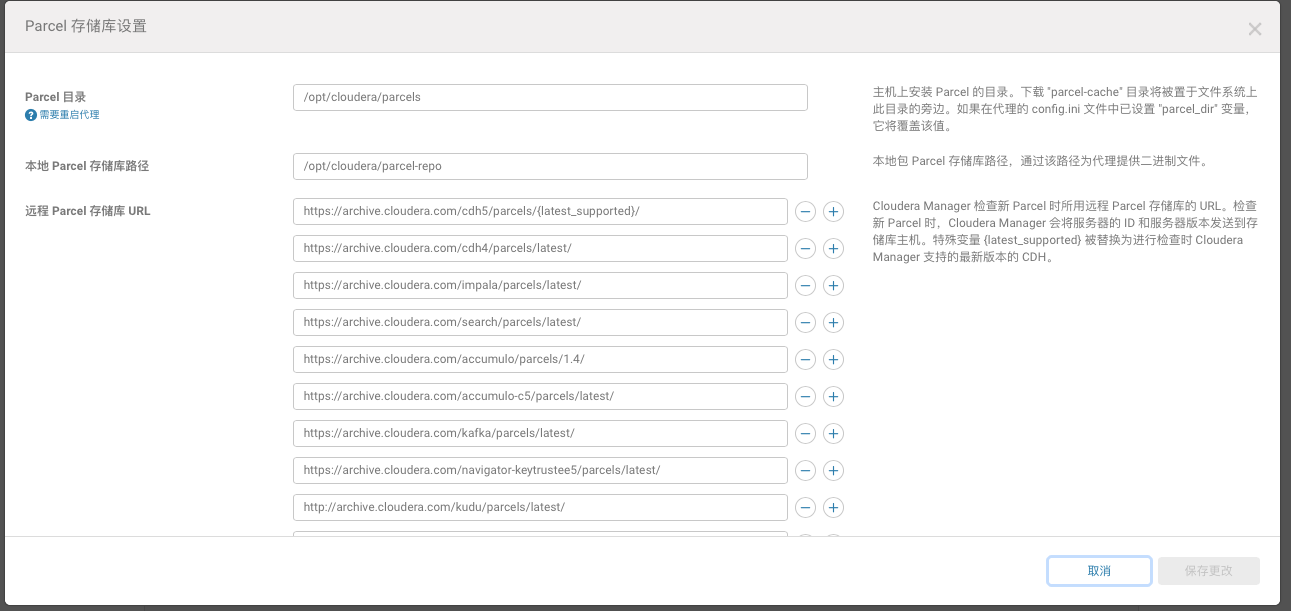 Parcel 存储库设置
Parcel 目录
需要重启代理
/opt/cloudera/parcels
主机上安装 Parcel 的目录。下载 "parcel-cache" 目录将被置于文件系统上
此目录的旁边。如果在代理的 config.ini 文件中已设置 "parcel_dir" 变量，
它将覆盖该值。
本地 Parcel 存储库路径
/opt/cloudera/parcel-repo
本地包 Parcel 存储库路径，通过该路径为代理提供二进制文件。
远程 Parcel 存储库 URL
https://archive.cloudera.com/cdh5/parcels/{latest_supported}/
https://archive.cloudera.com/cdh4/parcels/latest/
https://archive.cloudera.com/impala/parcels/latest/
https://archive.cloudera.com/search/parcels/latest/
https://archive.cloudera.com/accumulo/parcels/1.4/
https://archive.cloudera.com/accumulo-c5/parcels/latest/
https://archive.cloudera.com/kafka/parcels/latest/
https://archive.cloudera.com/navigator-keytrustee5/parcels/latest/
http://archive.cloudera.com/kudu/parcels/latest/
Cloudera Manager 检查新 Parcel 时所用远程 Parcel 存储库的 URL。检查
新 Parcel 时，Cloudera Manager 会将服务器的 ID 和服务器版本发送到存
储库主机。特殊变量 {latest_supported} 被替换为进行检查时 Cloudera
Manager 支持的最新版本的 CDH。
取消
保存更改